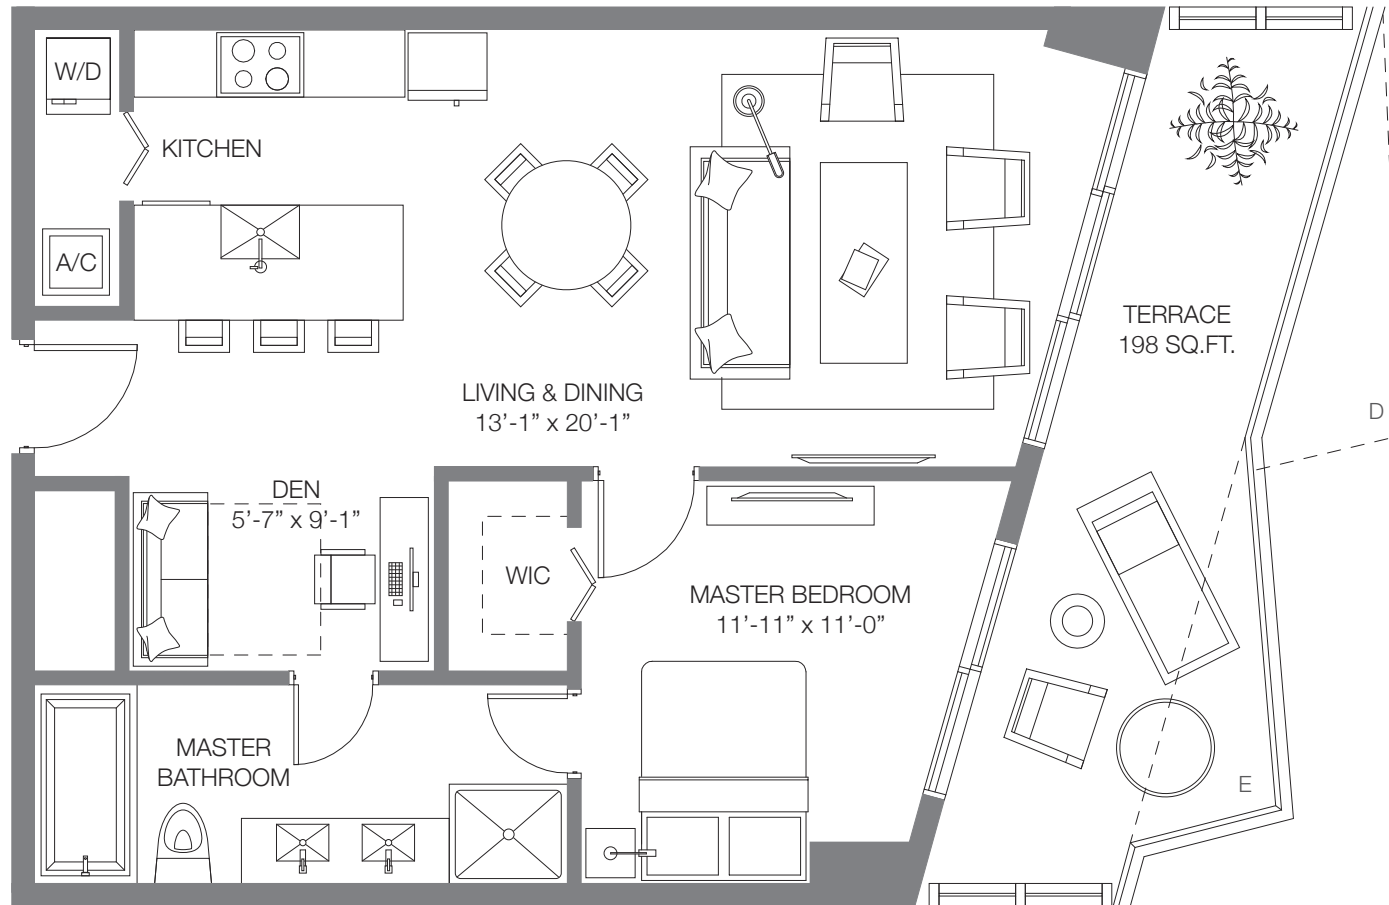 W/D
KITCHEN
A/C
TERRACE
198 SQ.FT.
LIVING & DINING
13’-1” x 20’-1”
D
DEN
5’-7” x 9’-1”
WIC
MASTER BEDROOM
11’-11” x 11’-0”
MASTER
BATHROOM
E